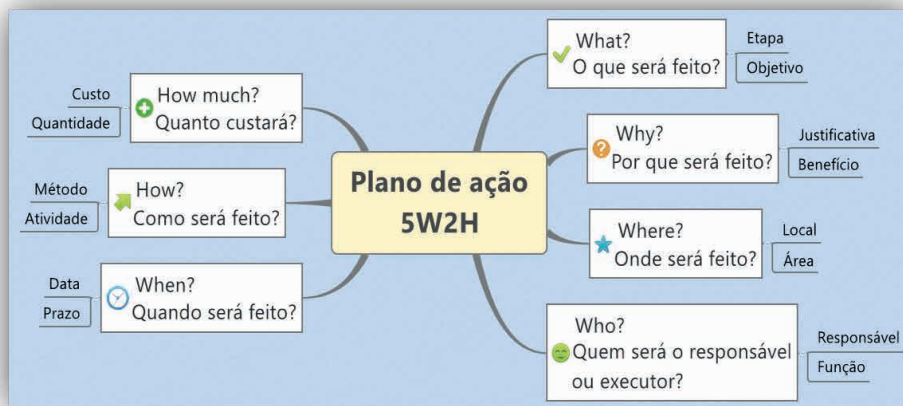 Plano de ação
5W2H
What?
O que será feito?
Etapa
Objetivo
Why?
Por que será feito?
Justificativa
Benefício
Where?
Onde será feito?
Local
Área
Who?
Quem será o responsável
ou executor?
Responsável
Função
When?
Quando será feito?
Data
Prazo
How?
Como será feito?
Método
Atividade
How much?
Quanto custará?
Custo
Quantidade